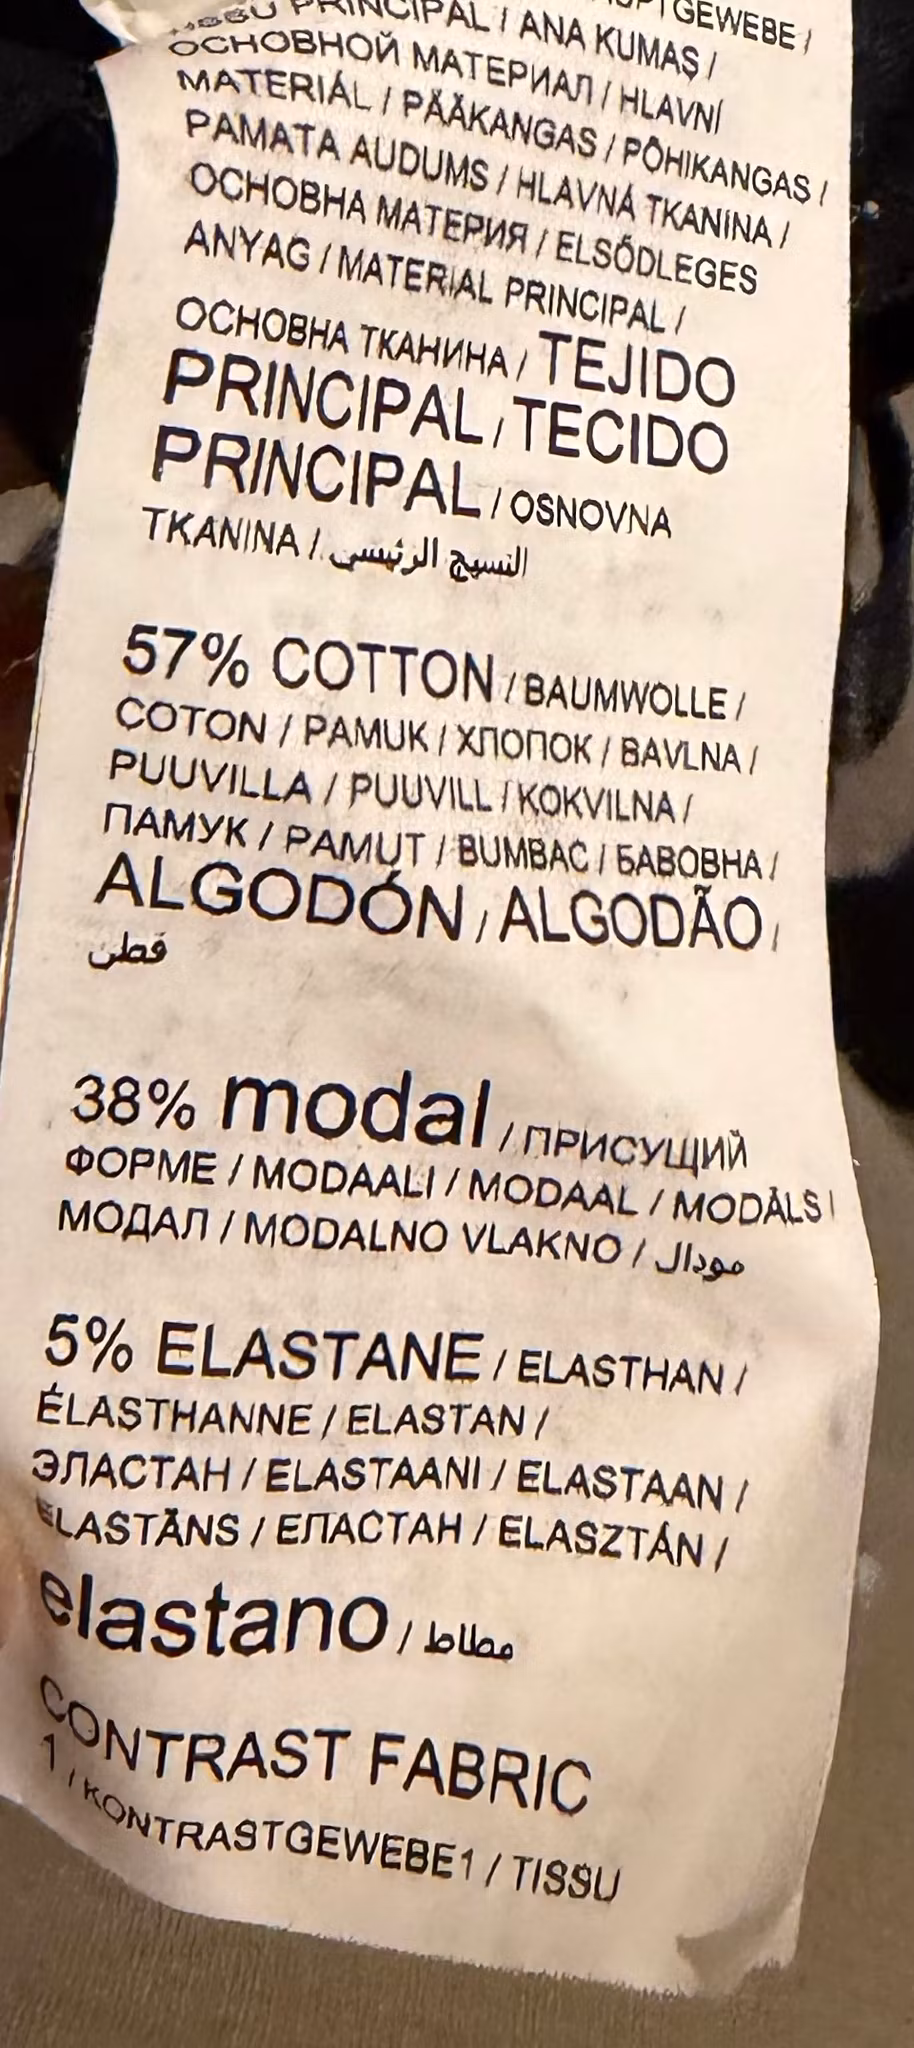 GEWEBE /
PRINCIPAL / ANA KUMAŞ /
ОСНОВНОЙ МАТЕРИАЛ / HLAVNÍ
MATERIÁL / PÄÄKANGAS / PÕHIKANGAS /
PAMATA AUDUMS / HLAVNÁ TKANINA /
ОСНОВНА МАТЕРИЯ / ELSŐDLEGES
ANYAG / MATERIAL PRINCIPAL /
ОСНОВНА ТКАНИНА / TEJIDO
PRINCIPAL / TECIDO
PRINCIPAL / OSNOVNA
TKANINA / النسيج الرئيسى
57% COTTON / BAUMWOLLE /
COTON / PAMUK / ХЛОПОК / BAVLNA /
PUUVILLA / PUUVILL / KOKVILNA /
ПАМУК / PAMUT / BUMBAC / БАВОВНА /
ALGODÓN / ALGODÃO /
قطن
38% modal / ПРИСУЩИЙ
ФОРМЕ / MODAALI / MODAAL / MODĀLS /
МОДАЛ / MODALNO VLAKNO / مودال
5% ELASTANE / ELASTHAN /
ÉLASTHANNE / ELASTAN /
ЭЛАСТАН / ELASTAANI / ELASTAAN /
ELASTĀNS / ЕЛАСТАН / ELASZTÁN /
elastano / مطاط
CONTRAST FABRIC
1 / KONTRASTGEWEBE1 / TISSU